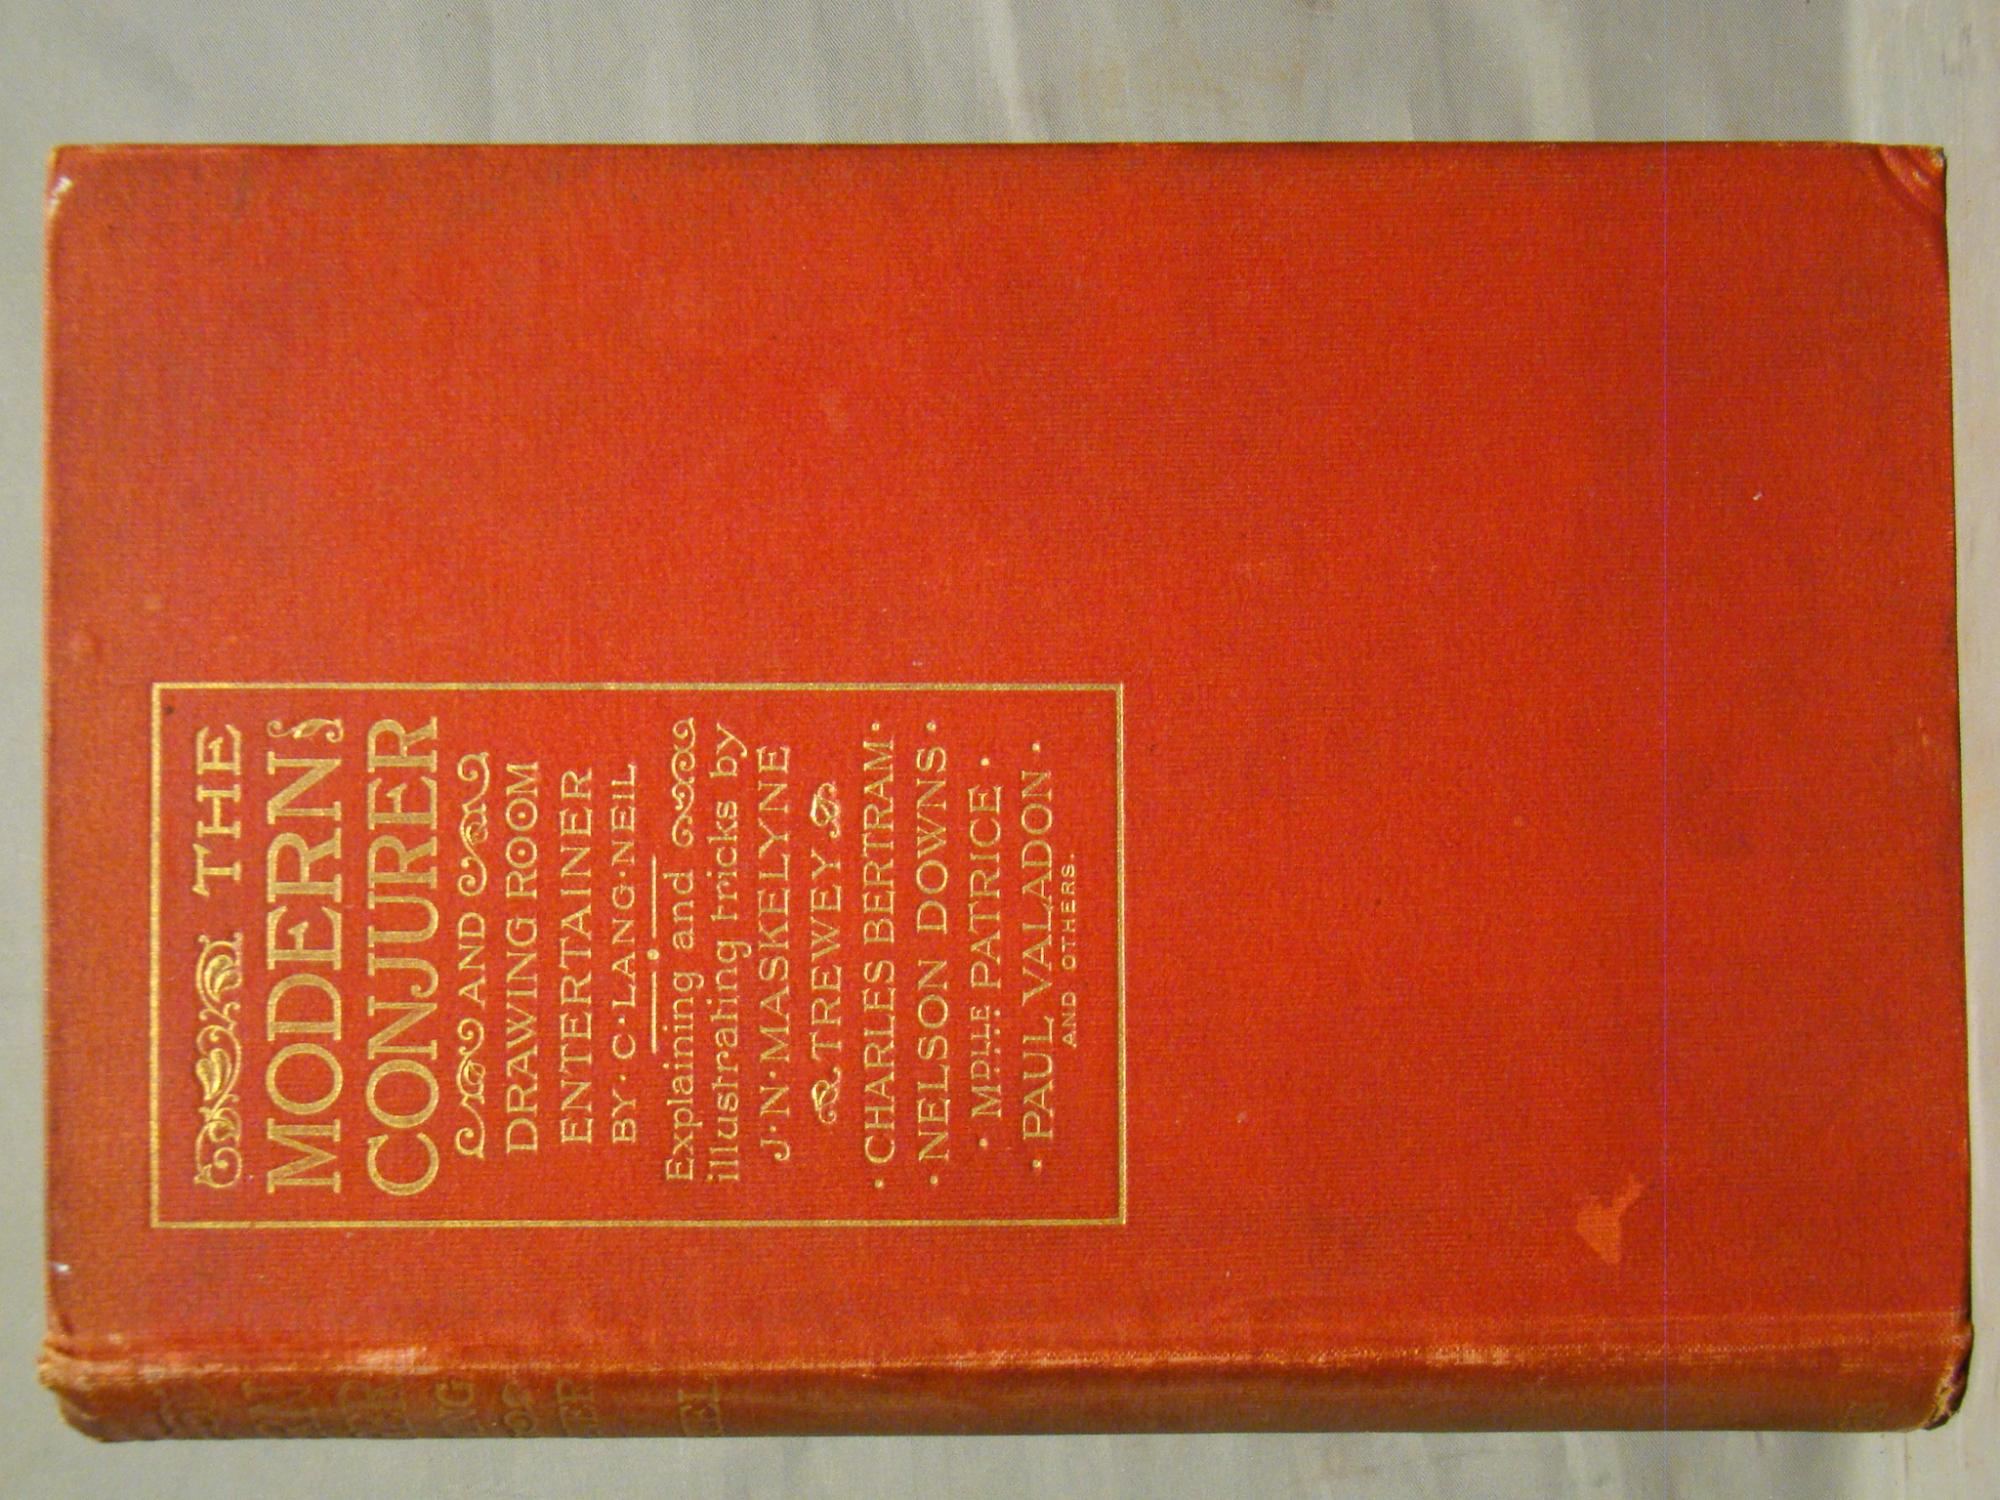 THE
MODERN
CONJURER
AND
DRAWING ROOM
ENTERTAINER
BY · C · LANG · NEIL
Explaining and
illustrating tricks by
J · N · MASKELYNE
TREWEY
· CHARLES BERTRAM ·
· NELSON DOWNS ·
· MDLLE PATRICE ·
· PAUL VALADON ·
AND OTHERS.